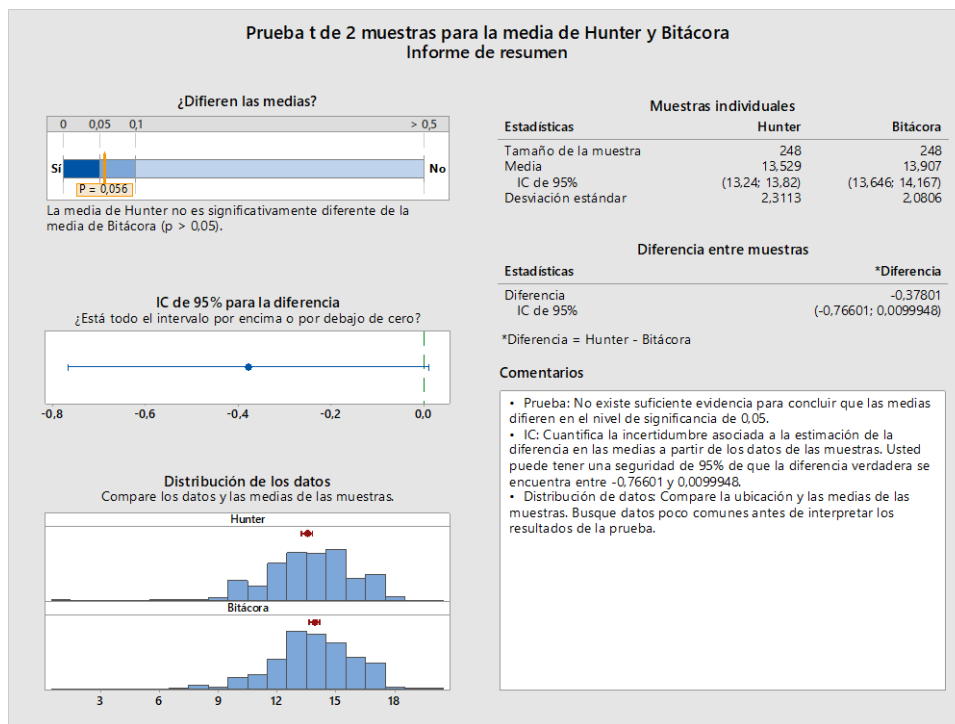 Prueba t de 2 muestras para la media de Hunter y Bitácora
Informe de resumen
¿Difieren las medias?
0 0,05 0,1 > 0,5
Sí No
P = 0,056
La media de Hunter no es significativamente diferente de la
media de Bitácora (p > 0,05).
IC de 95% para la diferencia
¿Está todo el intervalo por encima o por debajo de cero?
-0,8 -0,6 -0,4 -0,2 0,0
Distribución de los datos
Compare los datos y las medias de las muestras.
Hunter
Bitácora
3 6 9 12 15 18
Muestras individuales
Estadísticas Hunter Bitácora
Tamaño de la muestra 248 248
Media 13,529 13,907
IC de 95% (13,24; 13,82) (13,646; 14,167)
Desviación estándar 2,3113 2,0806
Diferencia entre muestras
Estadísticas *Diferencia
Diferencia -0,37801
IC de 95% (-0,76601; 0,0099948)
*Diferencia = Hunter - Bitácora
Comentarios
• Prueba: No existe suficiente evidencia para concluir que las medias
difieren en el nivel de significancia de 0,05.
• IC: Cuantifica la incertidumbre asociada a la estimación de la
diferencia en las medias a partir de los datos de las muestras. Usted
puede tener una seguridad de 95% de que la diferencia verdadera se
encuentra entre -0,76601 y 0,0099948.
• Distribución de datos: Compare la ubicación y las medias de las
muestras. Busque datos poco comunes antes de interpretar los
resultados de la prueba.